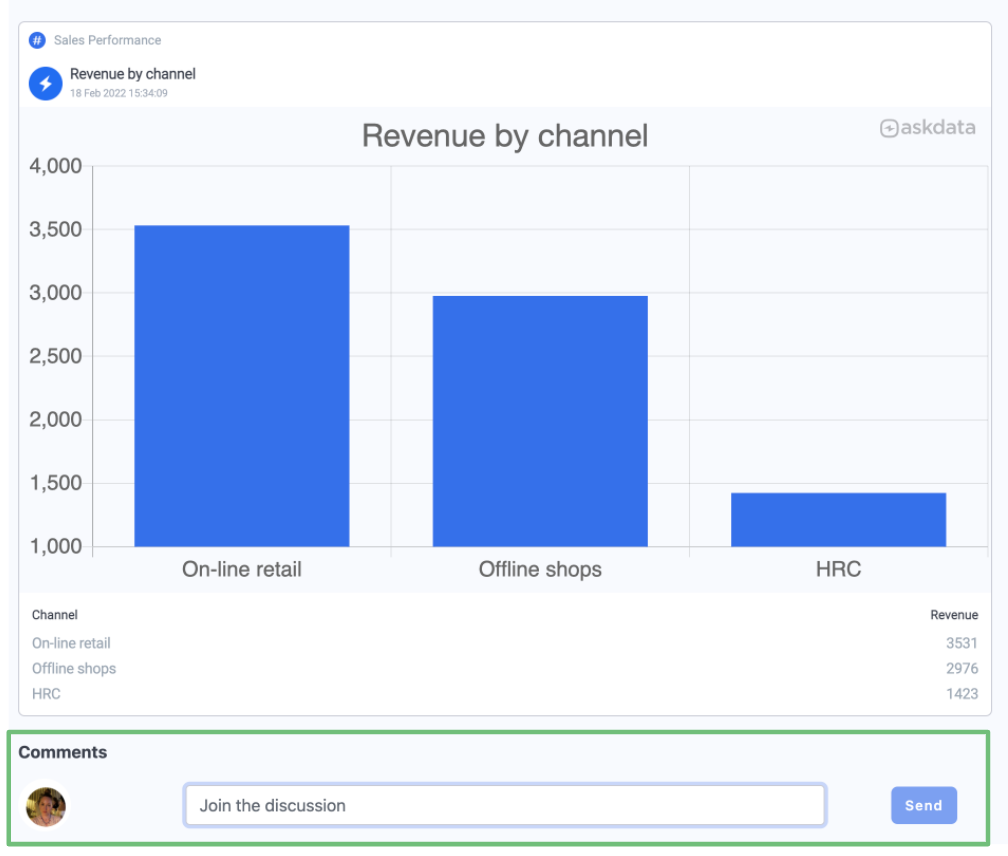 # Sales Performance
Revenue by channel
18 Feb 2022 15:34:09
Revenue by channel
askdata
4,000
3,500
3,000
2,500
2,000
1,500
1,000
On-line retail Offline shops HRC
Channel Revenue
On-line retail 3531
Offline shops 2976
HRC 1423
Comments
Join the discussion Send